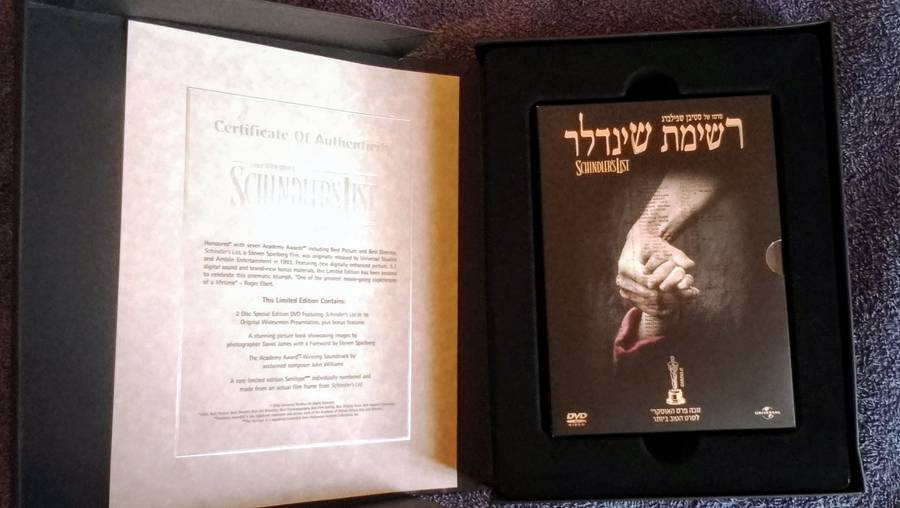 Certificate Of Authenticity
SCHINDLER'S LIST
Honoured* with seven Academy Awards™ including Best Picture and Best Director,
Schindler's List, a Steven Spielberg Film, was originally released by Universal Studios
and Amblin Entertainment in 1993. Featuring new digitally enhanced picture, 5.1
digital sound and brand-new bonus materials, this Limited Edition has been created
to celebrate this cinematic triumph. "One of the greatest movie-going experiences
of a lifetime" – Roger Ebert.
This Limited Edition Contains:
2 Disc Special Edition DVD Featuring Schindler's List in its
Original Widescreen Presentation, plus bonus features
A stunning picture book showcasing images by
photographer David James with a Foreword by Steven Spielberg
The Academy Award™-Winning Soundtrack by
acclaimed composer John Williams
A rare limited edition Senitype™ individually numbered and
made from an actual film frame from Schindler's List
סרטו של סטיבן שפילברג
רשימת שינדלר
SCHINDLER'S LIST
DVD
VIDEO
זוכה פרס האוסקר™
לסרט הטוב ביותר
UNIVERSAL